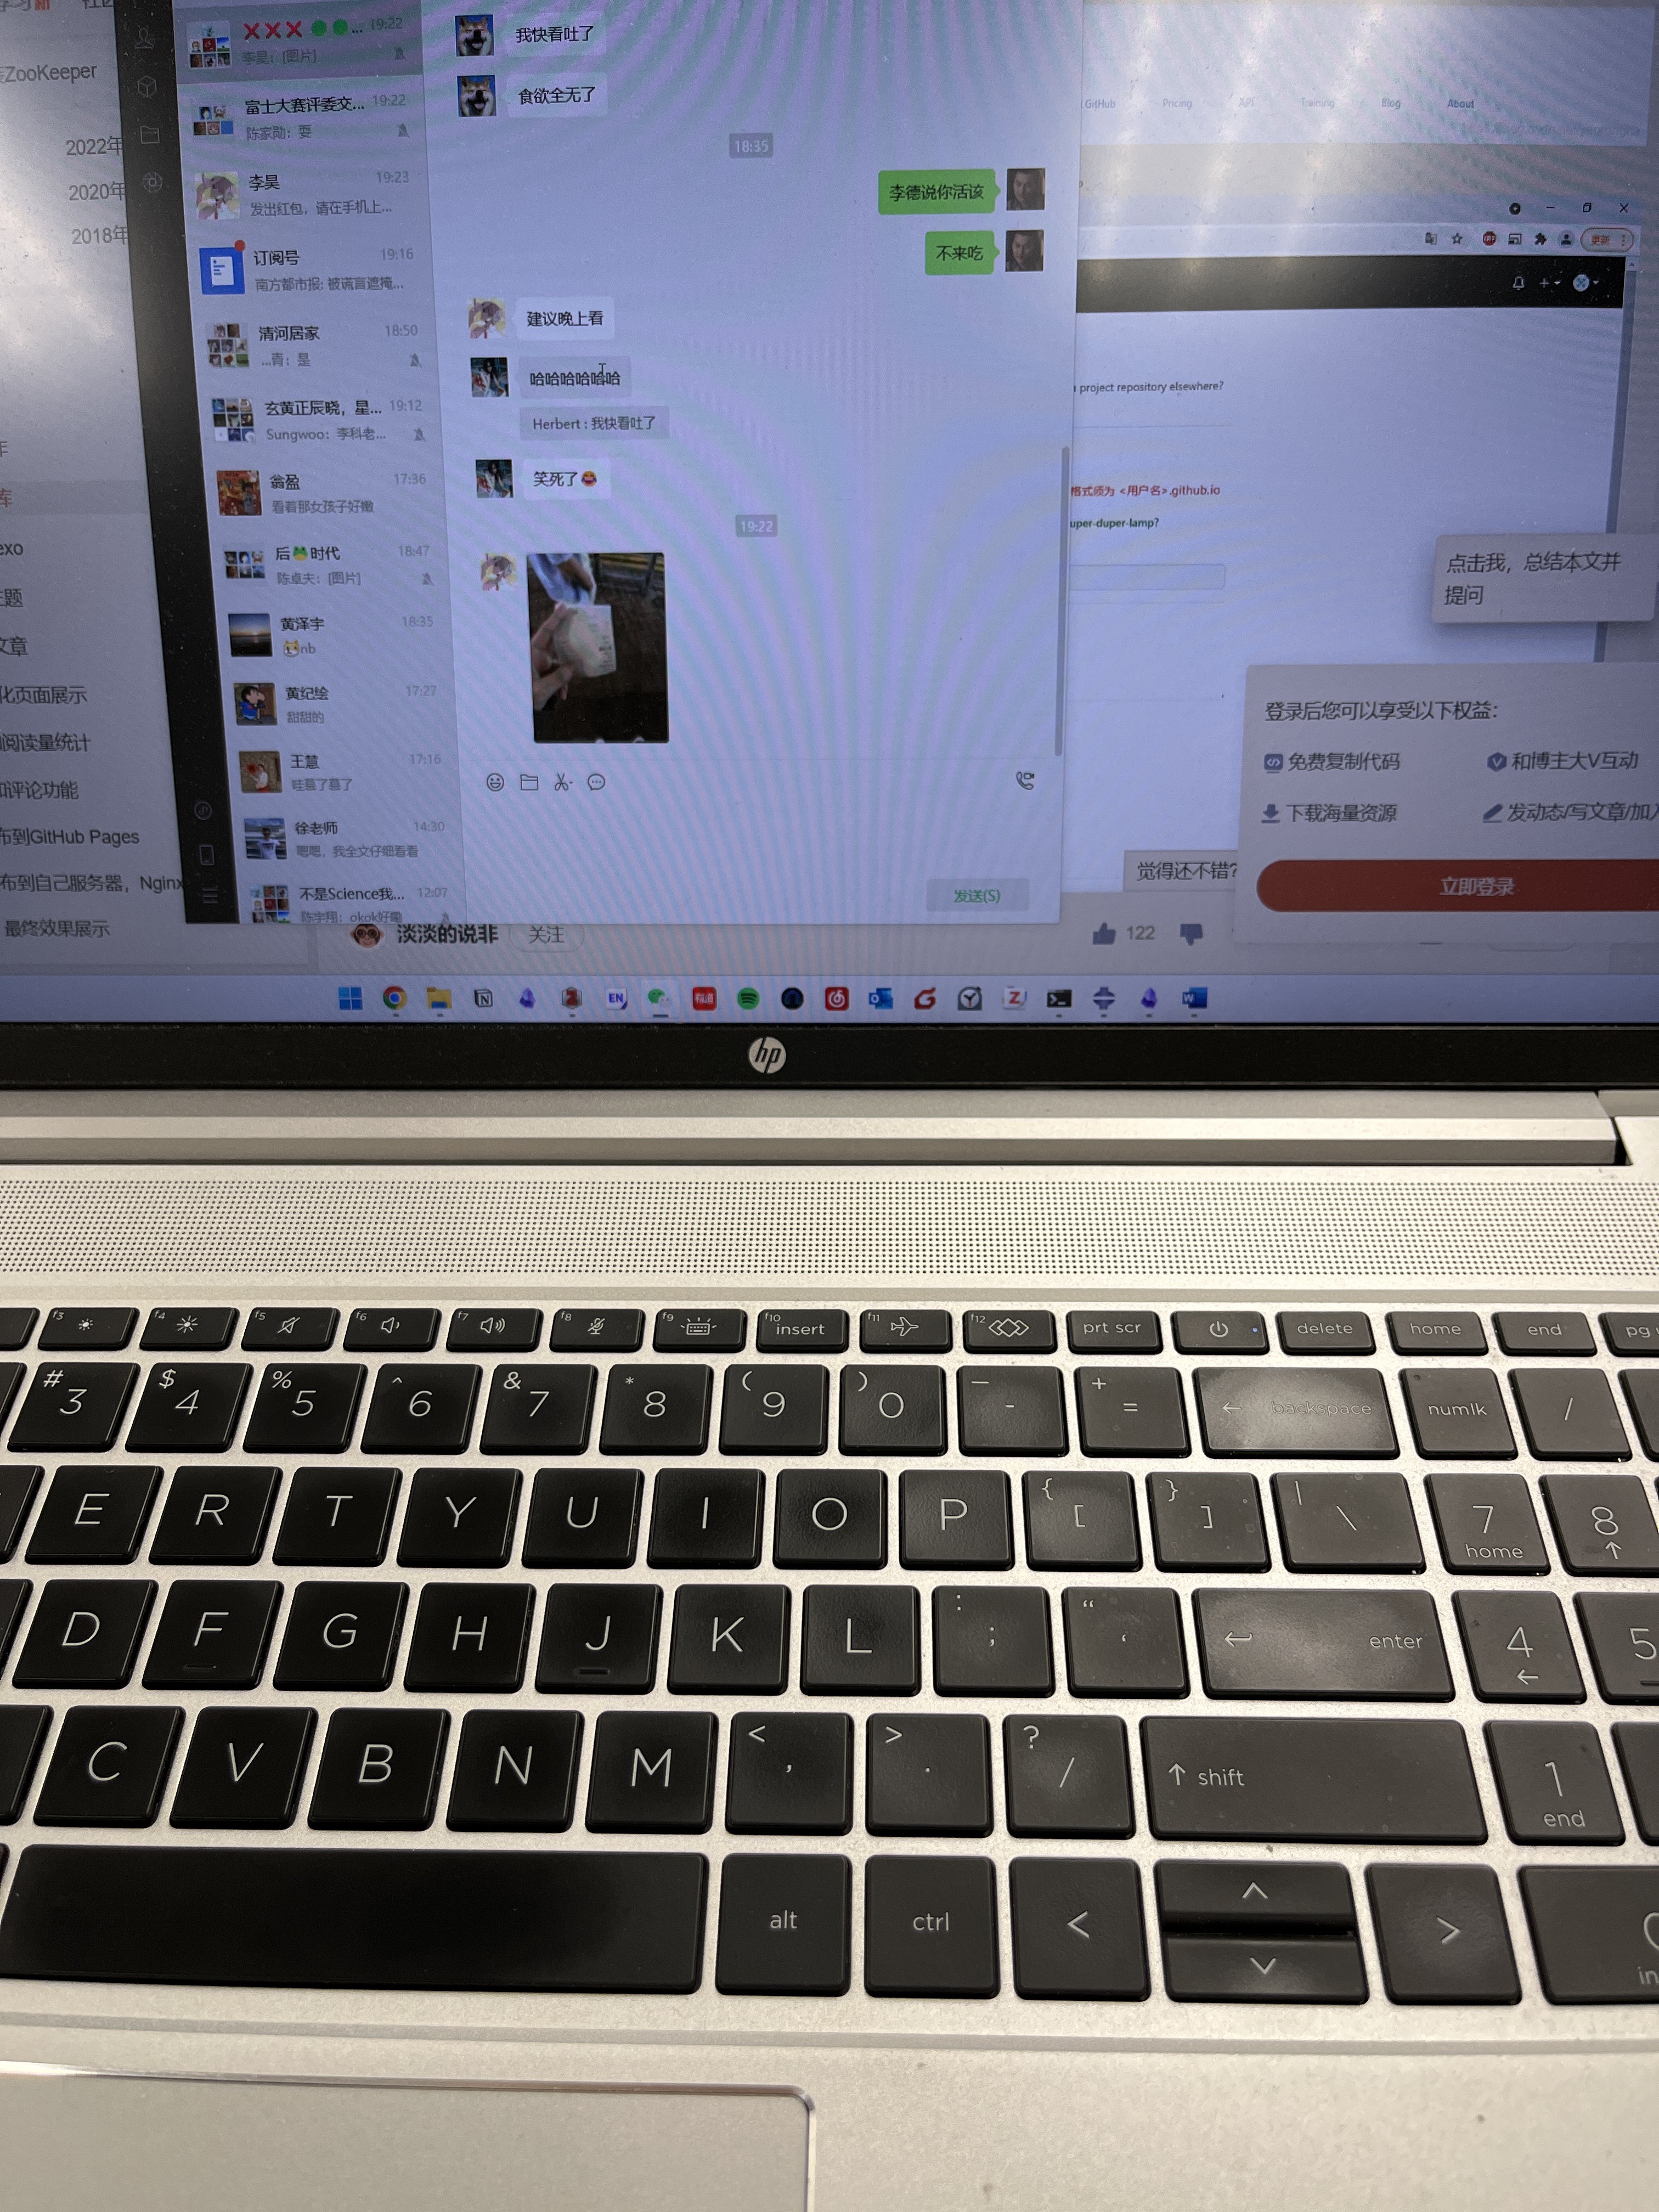 ZooKeeper
2022年
2020年
2018年
库
exo
主题
文章
化页面展示
阅读量统计
评论功能
布到GitHub Pages
布到自己服务器，Nginx
最终效果展示
19:22
李昊：[图片]
富士大赛评委交... 19:22
陈家勋：耍
李昊 19:23
发出红包，请在手机上...
订阅号 19:16
南方都市报: 被谎言遮掩...
清河居家 18:50
...青：是
玄黄正辰晓，星... 19:12
Sungwoo：李科老...
翁盈 17:36
看着那女孩子好嫩
后🐸时代 18:47
陈卓夫：[图片]
黄泽宇 18:35
nb
黄纪绘 17:27
甜甜的
王慧 17:16
哇慕了慕了
徐老师 14:30
嗯嗯，我全文仔细看看
不是Science我... 12:07
陈宇翔：okok好嘞
我快看吐了
食欲全无了
18:35
李德说你活该
不来吃
建议晚上看
哈哈哈哈哈哈
Herbert : 我快看吐了
笑死了😂
19:22
发送(S)
GitHub Pricing API Training Blog About
更新
project repository elsewhere?
格式须为 <用户名>.github.io
uper-duper-lamp?
点击我，总结本文并
提问
登录后您可以享受以下权益：
免费复制代码 和博主大V互动
下载海量资源 发动态/写文章/加入
立即登录
觉得还不错?
淡淡的说非 关注 122
hp
f3 f4 f5 f6 f7 f8 f9 f10 insert f11 f12 prt scr delete home end pg
# 3 $ 4 % 5 ^ 6 & 7 * 8 ( 9 ) 0 — - + = ← backspace numlk /
E R T Y U I O P { [ } ] | \ 7 home 8 ↑
D F G H J K L : ; “ ‘ ↵ enter 4 ← 5
C V B N M < , > . ? / ↑ shift 1 end
alt ctrl < ^ v > in